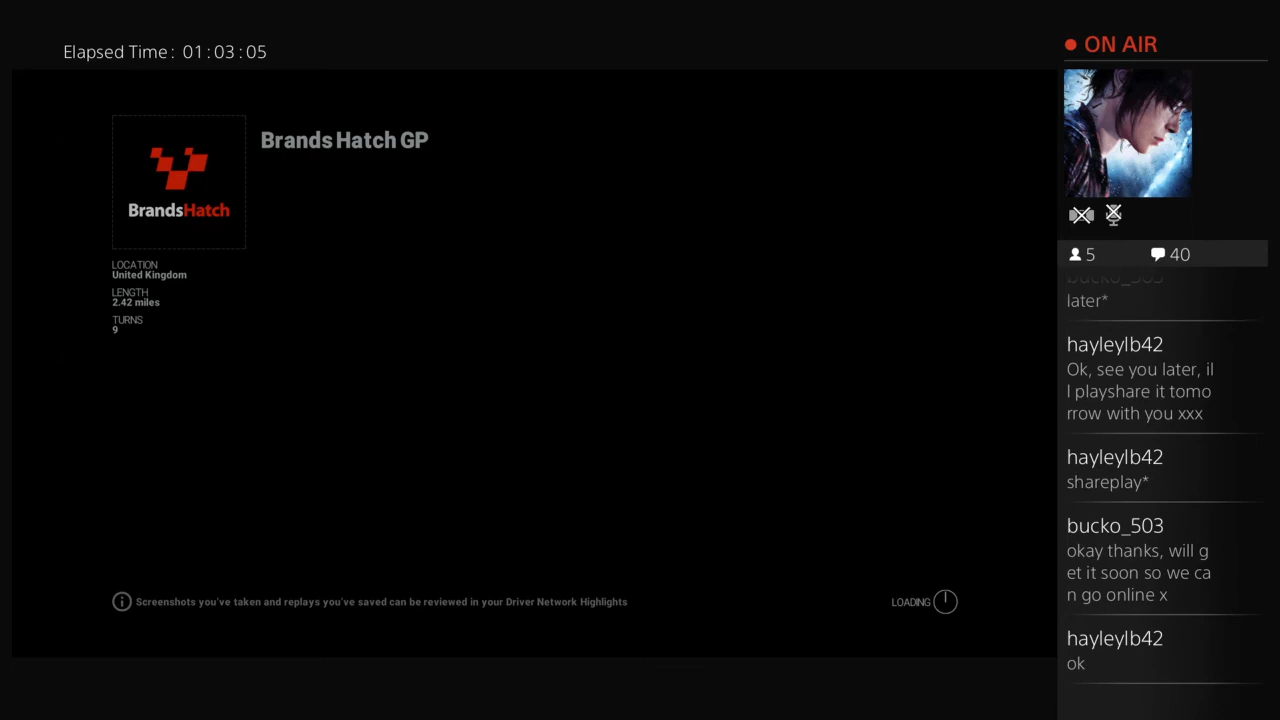 Elapsed Time: 01:03:05
ON AIR
Brands Hatch GP
BrandsHatch
LOCATION
United Kingdom
LENGTH
2.42 miles
TURNS
9
Screenshots you've taken and replays you've saved can be reviewed in your Driver Network Highlights
LOADING
5 40
bucko_503
later*
hayleylb42
Ok, see you later, il
l playshare it tomo
rrow with you xxx
hayleylb42
shareplay*
bucko_503
okay thanks, will g
et it soon so we ca
n go online x
hayleylb42
ok